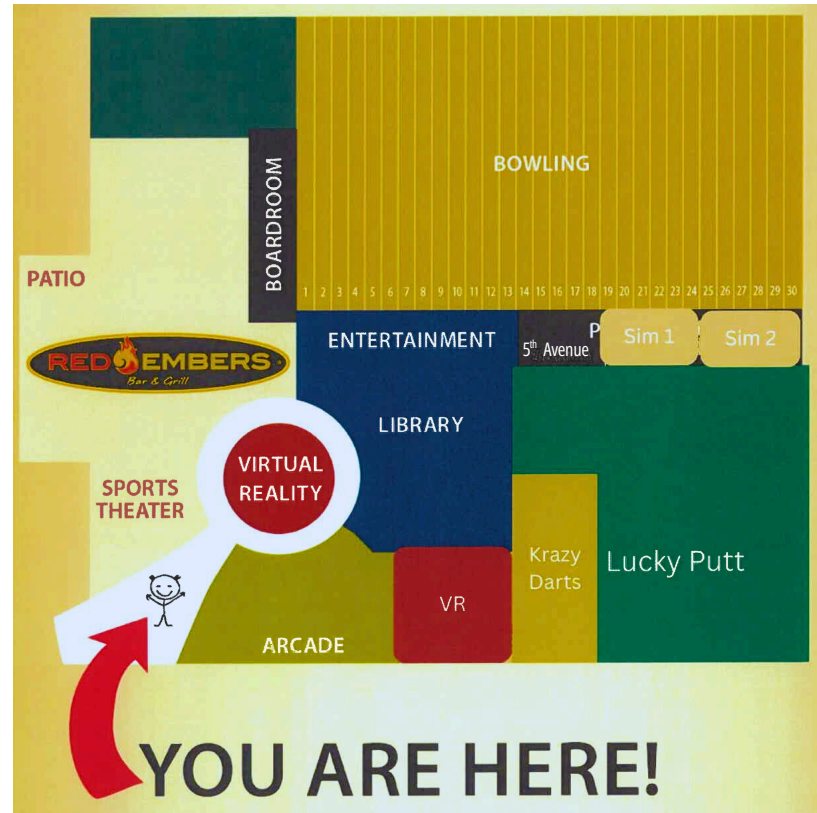 BOWLING
BOARDROOM
1 2 3 4 5 6 7 8 9 10 11 12 13 14 15 16 17 18 19 20 21 22 23 24 25 26 27 28 29 30
PATIO
ENTERTAINMENT
LIBRARY
5th Avenue
P
Sim 1
Sim 2
RED EMBERS
Bar & Grill
VIRTUAL
REALITY
SPORTS
THEATER
Krazy
Darts
Lucky Putt
VR
ARCADE
YOU ARE HERE!